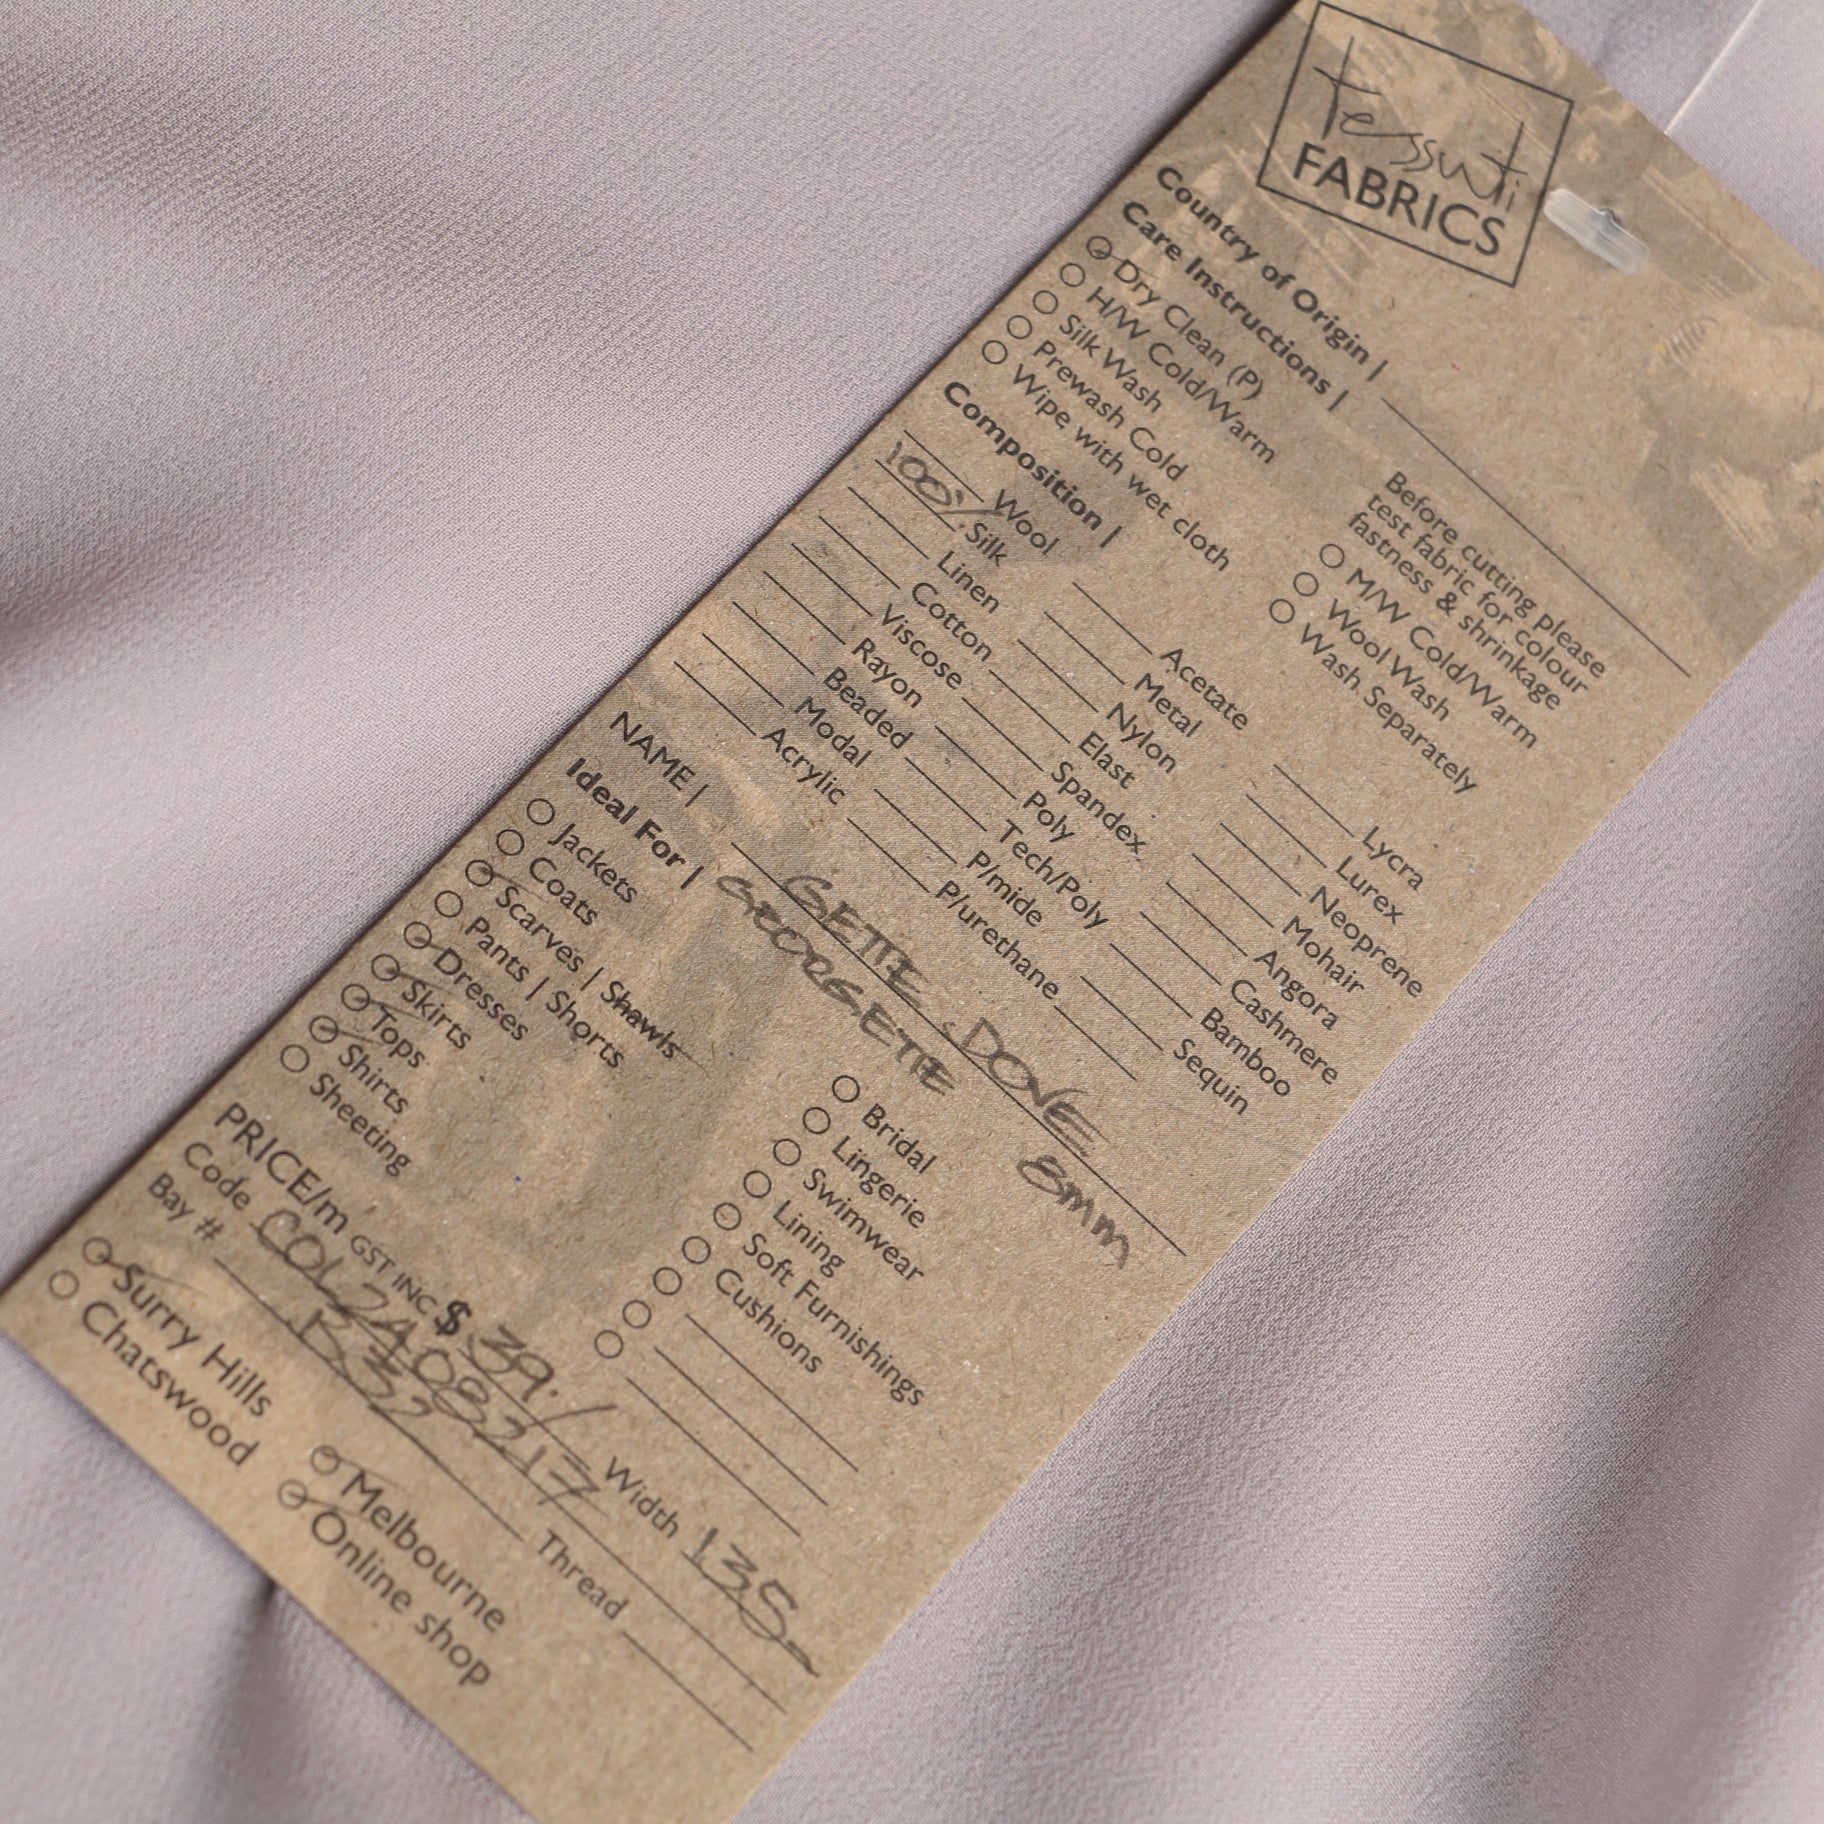 tessuti
FABRICS
Country of Origin |
Care Instructions |
Dry Clean (P)
H/W Cold/Warm
Silk Wash
Prewash Cold
Wipe with wet cloth
Before cutting please
test fabric for colour
fastness & shrinkage
M/W Cold/Warm
Wool Wash
Wash Separately
Composition |
Wool
100% Silk
Linen
Cotton
Viscose
Rayon
Beaded
Modal
Acrylic
Acetate
Metal
Nylon
Elast
Spandex
Poly
Tech/Poly
P/mide
P/urethane
Lycra
Lurex
Neoprene
Mohair
Angora
Cashmere
Bamboo
Sequin
NAME | SETTE DOVE
GEORGETTE 8mm
Ideal For |
Jackets
Coats
Scarves | Shawls
Pants | Shorts
Dresses
Skirts
Tops
Shirts
Sheeting
Bridal
Lingerie
Swimwear
Lining
Soft Furnishings
Cushions
PRICE/m GST INC $ 39./ Width 135
Code COL2408217
Bay # Thread
Surry Hills
Chatswood
Melbourne
Online shop